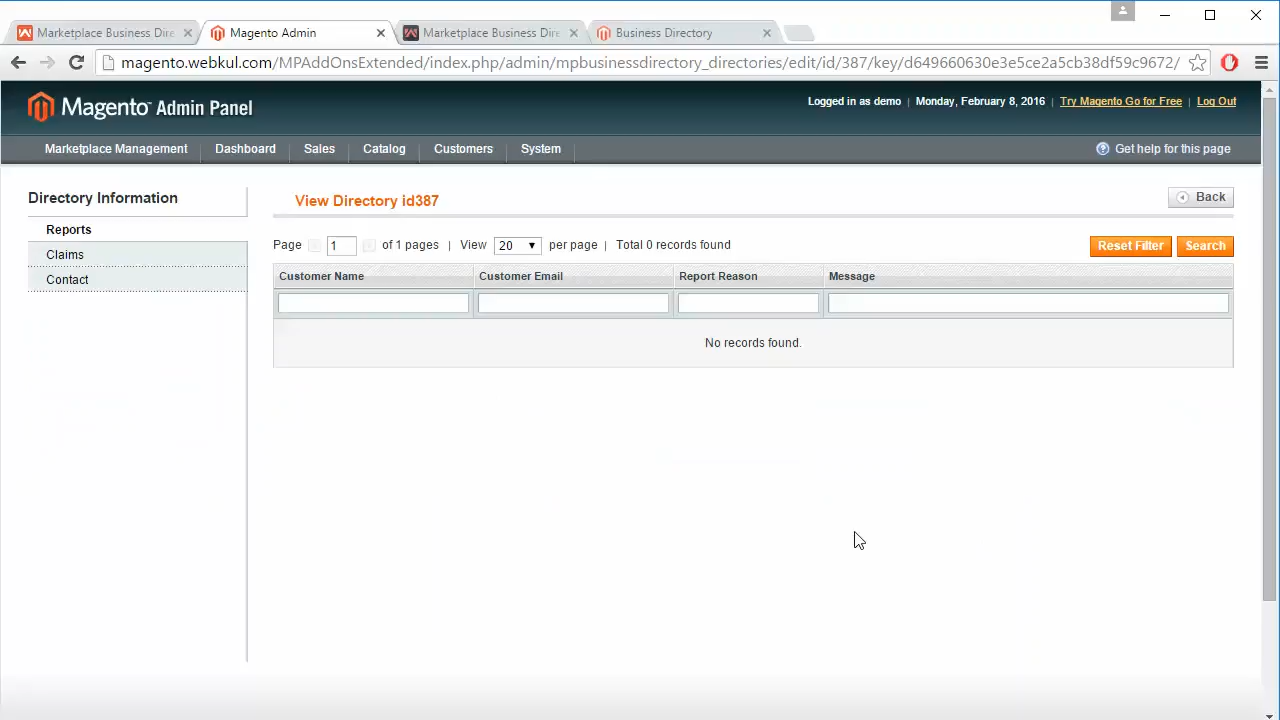 Marketplace Business Dire
Magento Admin
Marketplace Business Dire
Business Directory
magento.webkul.com/MPAddOnsExtended/index.php/admin/mpbusinessdirectory_directories/edit/id/387/key/d649660630e3e5ce2a5cb38df59c9672/
Magento Admin Panel
Logged in as demo | Monday, February 8, 2016 | Try Magento Go for Free | Log Out
Marketplace Management Dashboard Sales Catalog Customers System Get help for this page
Directory Information
Reports
Claims
Contact
View Directory id387
Back
Page 1 of 1 pages | View 20 per page | Total 0 records found
Reset Filter Search
Customer Name Customer Email Report Reason Message
No records found.